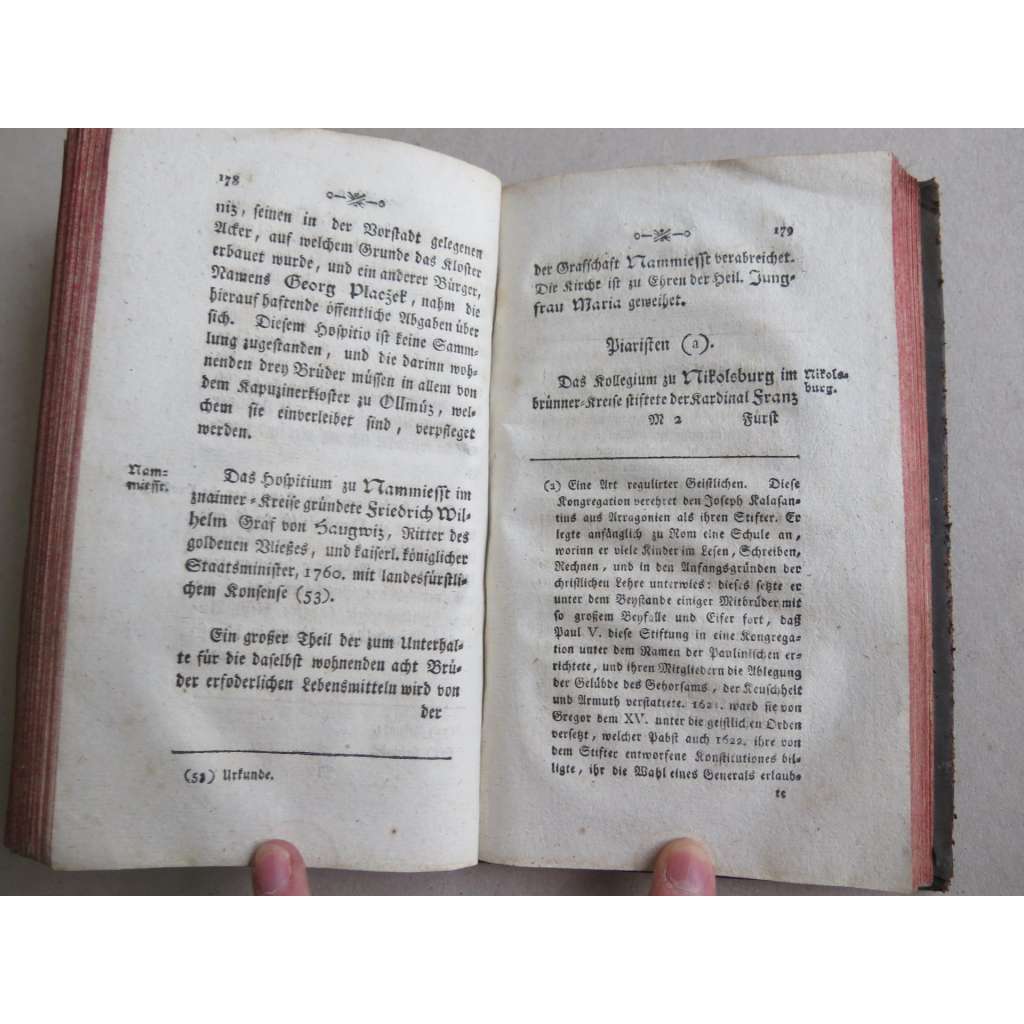 178
niz, seinen in der Vorstadt gelegenen
Acker, auf welchem Grunde das Kloster
erbauet wurde, und ein anderer Bürger,
Namens Georg Placžek, nahm die
hierauf haftende öffentliche Abgaben über
sich. Diesem Hospitio ist keine Samm-
lung zugestanden, und die darinn woh-
nenden drey Brüder müssen in allem von
dem Kapuzinerkloster zu Ollmüz, wel-
chem sie einverleibet sind, verpfleget
werden.
Nam-
miesst.
Das Hospitium zu Nammiesst im
znaimer-Kreise gründete Friedrich Wil-
helm Graf von Haugwiz, Ritter des
goldenen Vließes, und kaiserl. königlicher
Staatsminister, 1760. mit landesfürstli-
chem Konsense (53).
Ein großer Theil der zum Unterhal-
te für die daselbst wohnenden acht Brü-
der erfoderlichen Lebensmitteln wird von
der
(53) Urkunde.
179
der Grafschaft Nammiesst verabreichet.
Die Kirche ist zu Ehren der Heil. Jung-
frau Maria geweihet.
Piaristen (a).
Das Kollegium zu Nikolsburg im
brünner-Kreise stiftete der Kardinal Franz
Nikols-
burg.
M 2 Fürst
(a) Eine Art regulirter Geistlichen. Diese
Kongregation verehret den Joseph Kalasan-
tius aus Arragonien als ihren Stifter. Er
legte anfänglich zu Rom eine Schule an,
worinn er viele Kinder im Lesen, Schreiben,
Rechnen, und in den Anfangsgründen der
christlichen Lehre unterwies: dieses setzte er
unter dem Beystande einiger Mitbrüder mit
so großem Beyfalle und Eifer fort, daß
Paul V. diese Stiftung in eine Kongrega-
tion unter dem Namen der Paulinischen er-
richtete, und ihren Mitgliedern die Ablegung
der Gelübde des Gehorsams, der Keuschheit
und Armuth verstattete. 1621. ward sie von
Gregor dem XV. unter die geistlichen Orden
versetzt, welcher Pabst auch 1622. ihre von
dem Stifter entworfene Konstitutiones bil-
ligte, ihr die Wahl eines Generals erlaub-
te